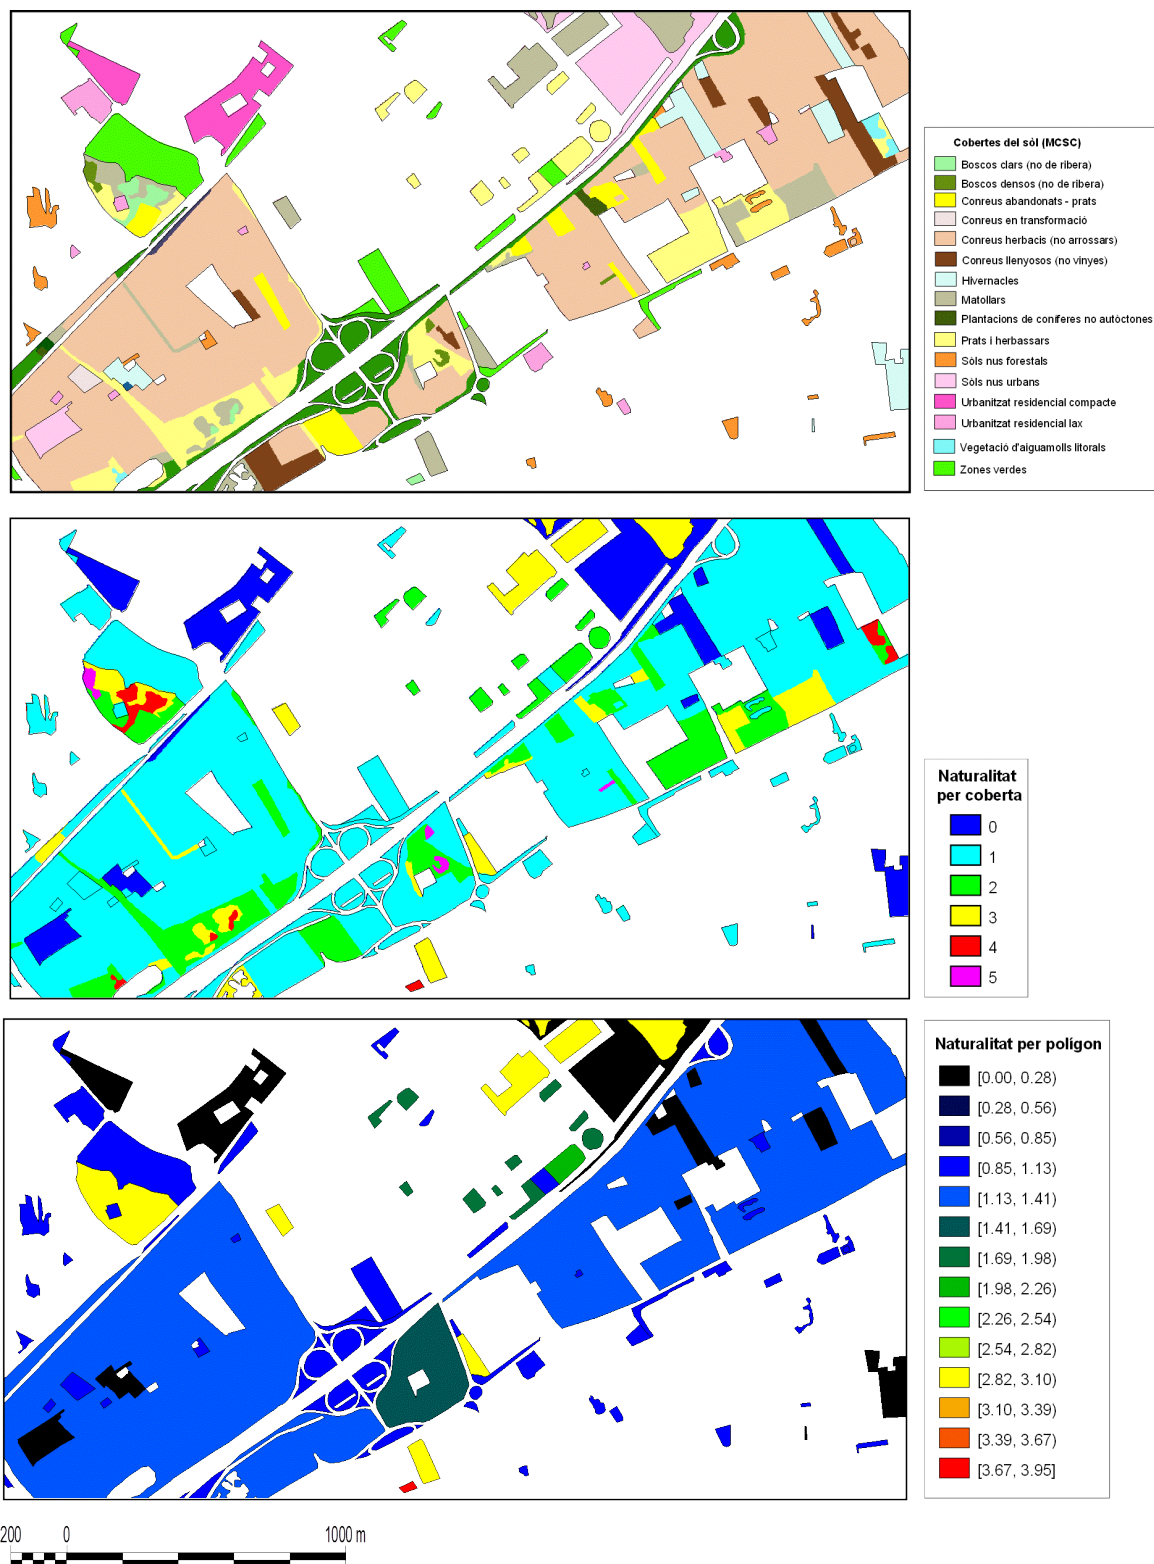 Cobertes del sòl (MCSC)
Boscos clars (no de ribera)
Boscos densos (no de ribera)
Conreus abandonats - prats
Conreus en transformació
Conreus herbacis (no arrossars)
Conreus llenyosos (no vinyes)
Hivernacles
Matollars
Plantacions de coníferes no autòctones
Prats i herbassars
Sòls nus forestals
Sòls nus urbans
Urbanitzat residencial compacte
Urbanitzat residencial lax
Vegetació d'aiguamolls litorals
Zones verdes
Naturalitat
per coberta
0
1
2
3
4
5
Naturalitat per polígon
[0.00, 0.28)
[0.28, 0.56)
[0.56, 0.85)
[0.85, 1.13)
[1.13, 1.41)
[1.41, 1.69)
[1.69, 1.98)
[1.98, 2.26)
[2.26, 2.54)
[2.54, 2.82)
[2.82, 3.10)
[3.10, 3.39)
[3.39, 3.67)
[3.67, 3.95]
200 0 1000 m